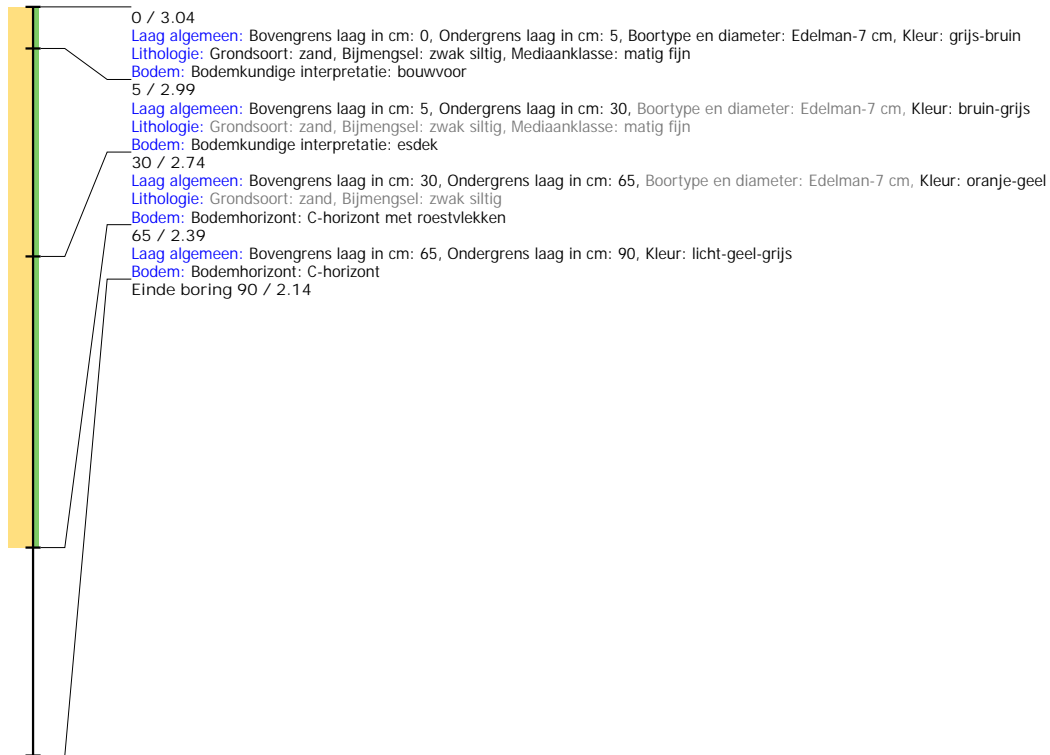 0 / 3.04
Laag algemeen: Bovengrens laag in cm: 0, Ondergrens laag in cm: 5, Boortype en diameter: Edelman-7 cm, Kleur: grijs-bruin
Lithologie: Grondsoort: zand, Bijmengsel: zwak siltig, Mediaanklasse: matig fijn
Bodem: Bodemkundige interpretatie: bouwvoor
5 / 2.99
Laag algemeen: Bovengrens laag in cm: 5, Ondergrens laag in cm: 30, Boortype en diameter: Edelman-7 cm, Kleur: bruin-grijs
Lithologie: Grondsoort: zand, Bijmengsel: zwak siltig, Mediaanklasse: matig fijn
Bodem: Bodemkundige interpretatie: esdek
30 / 2.74
Laag algemeen: Bovengrens laag in cm: 30, Ondergrens laag in cm: 65, Boortype en diameter: Edelman-7 cm, Kleur: oranje-geel
Lithologie: Grondsoort: zand, Bijmengsel: zwak siltig
Bodem: Bodemhorizont: C-horizont met roestvlekken
65 / 2.39
Laag algemeen: Bovengrens laag in cm: 65, Ondergrens laag in cm: 90, Kleur: licht-geel-grijs
Bodem: Bodemhorizont: C-horizont
Einde boring 90 / 2.14